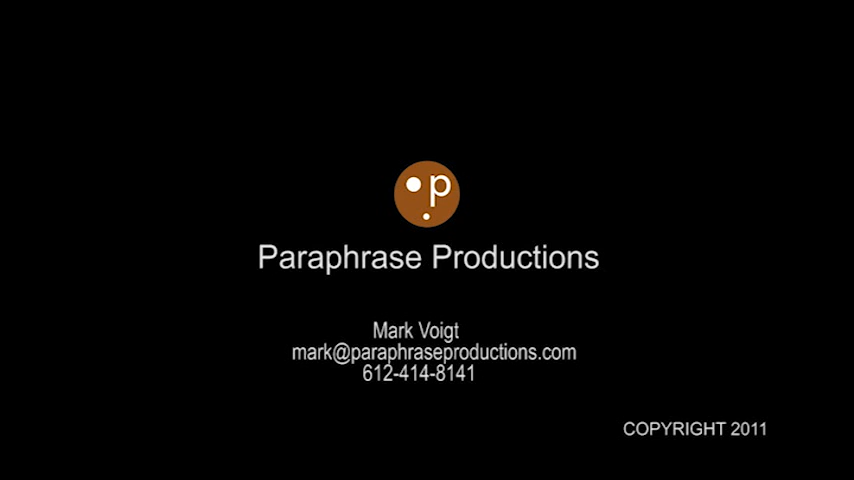 p
Paraphrase Productions
Mark Voigt
mark@paraphraseproductions.com
612-414-8141
COPYRIGHT 2011